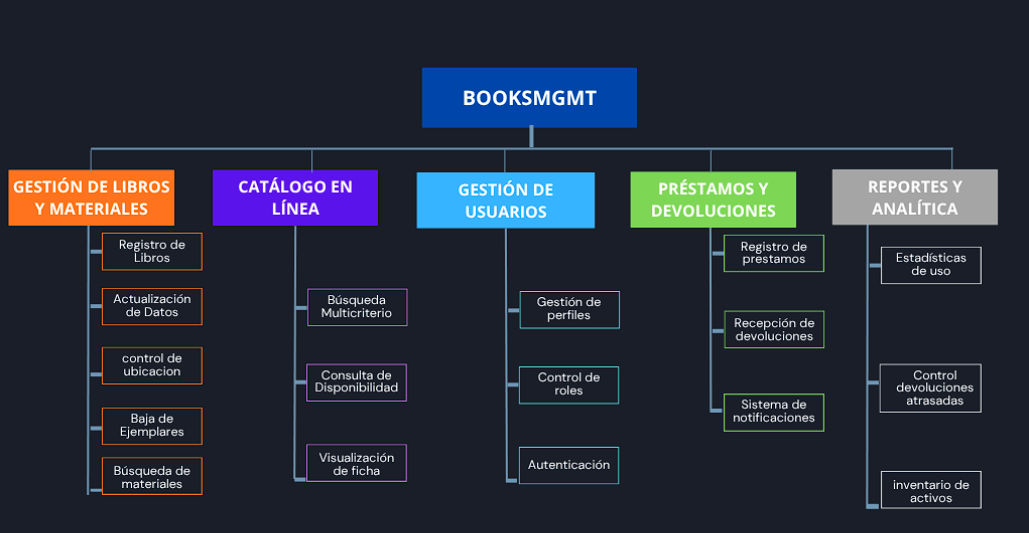 BOOKSMGMT
GESTIÓN DE LIBROS
Y MATERIALES
Registro de
Libros
Actualización
de Datos
control de
ubicacion
Baja de
Ejemplares
Búsqueda de
materiales
CATÁLOGO EN
LÍNEA
Búsqueda
Multicriterio
Consulta de
Disponibilidad
Visualización
de ficha
GESTIÓN DE
USUARIOS
Gestión de
perfiles
Control de
roles
Autenticación
PRÉSTAMOS Y
DEVOLUCIONES
Registro de
prestamos
Recepción de
devoluciones
Sistema de
notificaciones
REPORTES Y
ANALÍTICA
Estadísticas
de uso
Control
devoluciones
atrasadas
inventario de
activos